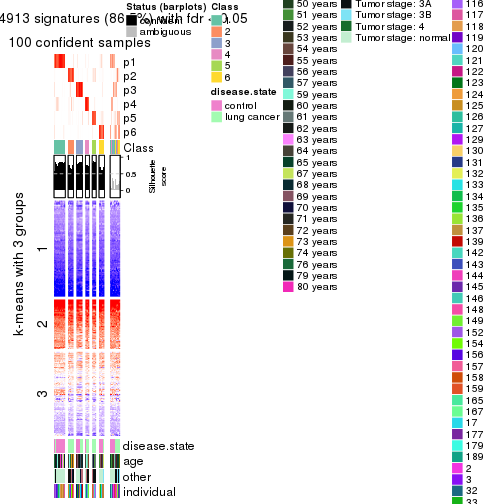 4913 signatures (86. %) with fdr < 0.05
100 confident samples
p1
p2
p3
p4
p5
p6
Class
1
0.5
0
Silhouette
score
k-means with 3 groups
1
2
3
disease.state
age
other
individual
Status (barplots)
confident
ambiguous
Class
1
2
3
4
5
6
disease.state
control
lung cancer
50 years
51 years
52 years
53 years
54 years
55 years
56 years
57 years
59 years
60 years
61 years
62 years
63 years
64 years
65 years
67 years
68 years
69 years
70 years
71 years
72 years
73 years
74 years
76 years
79 years
80 years
Tumor stage: 3A
Tumor stage: 3B
Tumor stage: 4
Tumor stage: normal
116
117
118
119
120
121
122
123
124
125
126
127
129
130
131
132
133
134
135
136
137
139
142
143
144
145
146
148
149
152
154
156
157
158
159
165
167
17
177
179
189
2
3
32
33